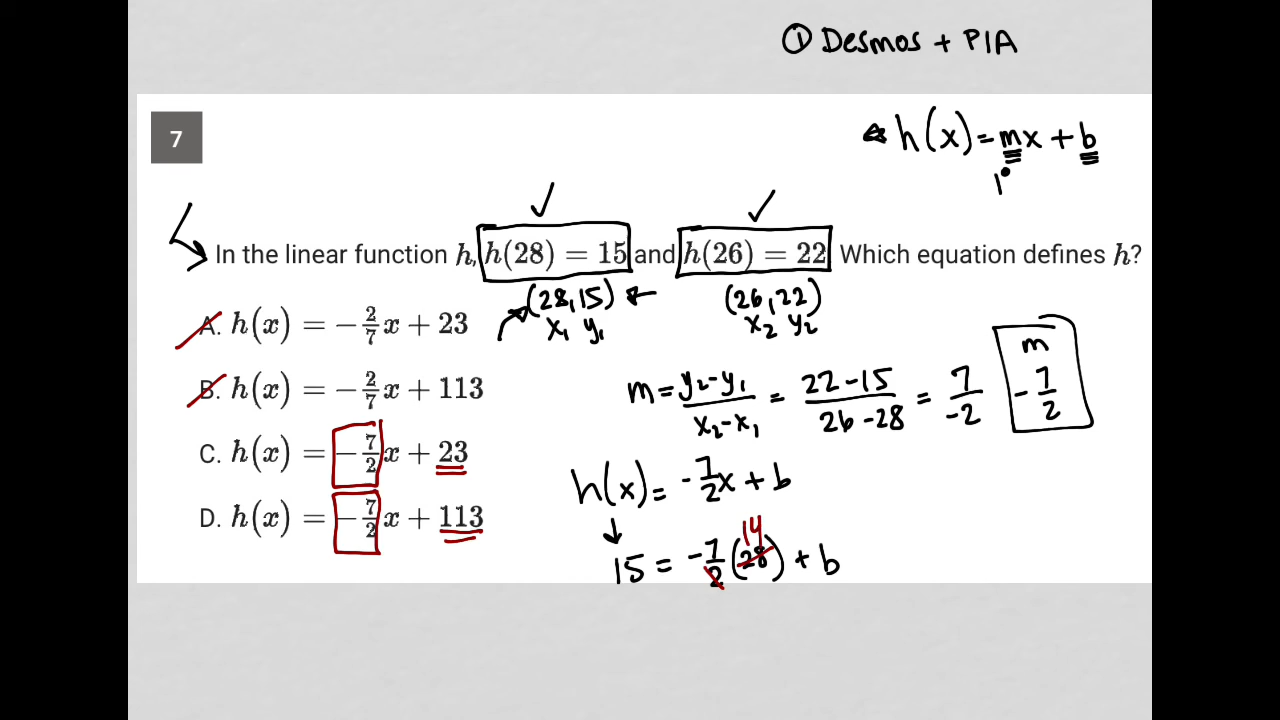 ① Desmos + PIA
7
h(x) = mx + b
In the linear function h, h(28) = 15 and h(26) = 22. Which equation defines h?
(28, 15) (26, 22)
x₁ y₁ x₂ y₂
A. h(x) = −2/7x + 23
B. h(x) = −2/7x + 113
C. h(x) = −7/2x + 23
D. h(x) = −7/2x + 113
m = y₂ − y₁ / x₂ − x₁ = 22 − 15 / 26 − 28 = 7 / −2
m
−7/2
h(x) = −7/2x + b
14
15 = −7/2(28) + b